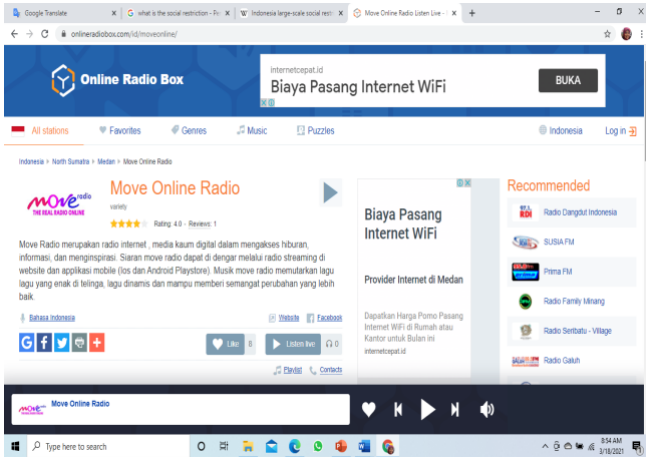 Google Translate
what is the social restriction - Pe
Indonesia large-scale social restr
Move Online Radio Listen Live -
onlineradiobox.com/id/moveonline/
Online Radio Box
internetcepat.id
Biaya Pasang Internet WiFi
BUKA
All stations
Favorites
Genres
Music
Puzzles
Indonesia
Log in
Indonesia > North Sumatra > Medan > Move Online Radio
move radio
THE REAL RADIO ONLINE
Move Online Radio
variety
Rating: 4.0 - Reviews: 1
Move Radio merupakan radio internet , media kaum digital dalam mengakses hiburan,
informasi, dan menginspirasi. Siaran move radio dapat di dengar melalui radio streaming di
website dan applikasi mobile (Ios dan Android Playstore). Musik move radio memutarkan lagu
lagu yang enak di telinga, lagu dinamis dan mampu memberi semangat perubahan yang lebih
baik.
Bahasa Indonesia
Website
Facebook
Like 8
Listen live 0
Playlist
Contacts
Biaya Pasang
Internet WiFi
Provider Internet di Medan
Dapatkan Harga Pomo Pasang
Internet WiFi di Rumah atau
Kantor untuk Bulan ini
internetcepat.id
Recommended
Radio Dangdut Indonesia
SUSIA FM
Prima FM
Radio Family Minang
Radio Seribatu - Village
Radio Galuh
move
Move Online Radio
Type here to search
8:54 AM
3/18/2021